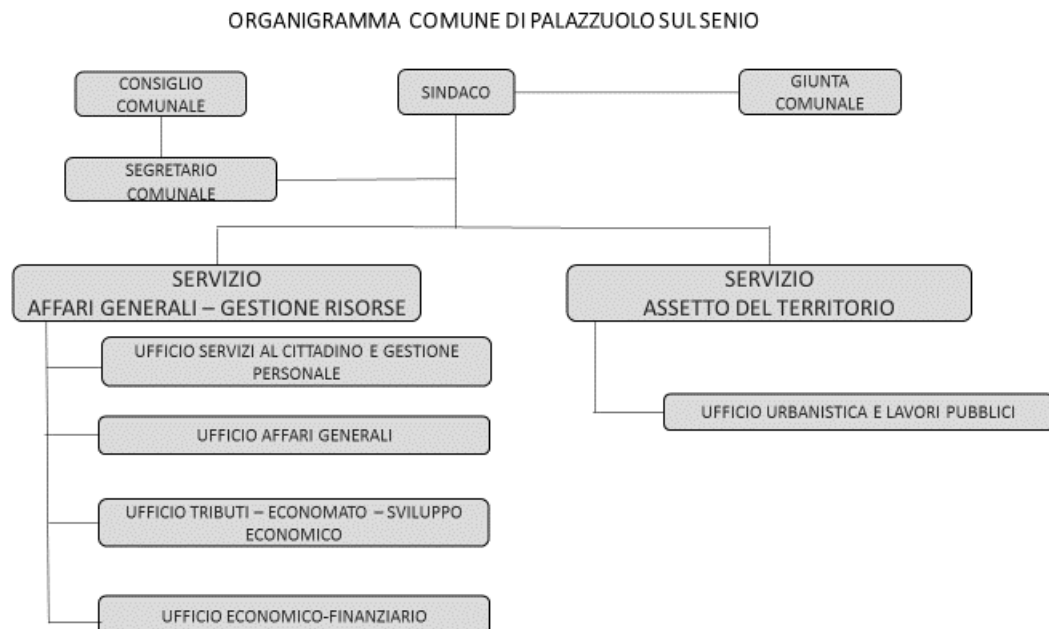 ORGANIGRAMMA COMUNE DI PALAZZUOLO SUL SENIO
CONSIGLIO
COMUNALE
SINDACO
GIUNTA
COMUNALE
SEGRETARIO
COMUNALE
SERVIZIO
AFFARI GENERALI – GESTIONE RISORSE
SERVIZIO
ASSETTO DEL TERRITORIO
UFFICIO SERVIZI AL CITTADINO E GESTIONE
PERSONALE
UFFICIO URBANISTICA E LAVORI PUBBLICI
UFFICIO AFFARI GENERALI
UFFICIO TRIBUTI – ECONOMATO – SVILUPPO
ECONOMICO
UFFICIO ECONOMICO-FINANZIARIO